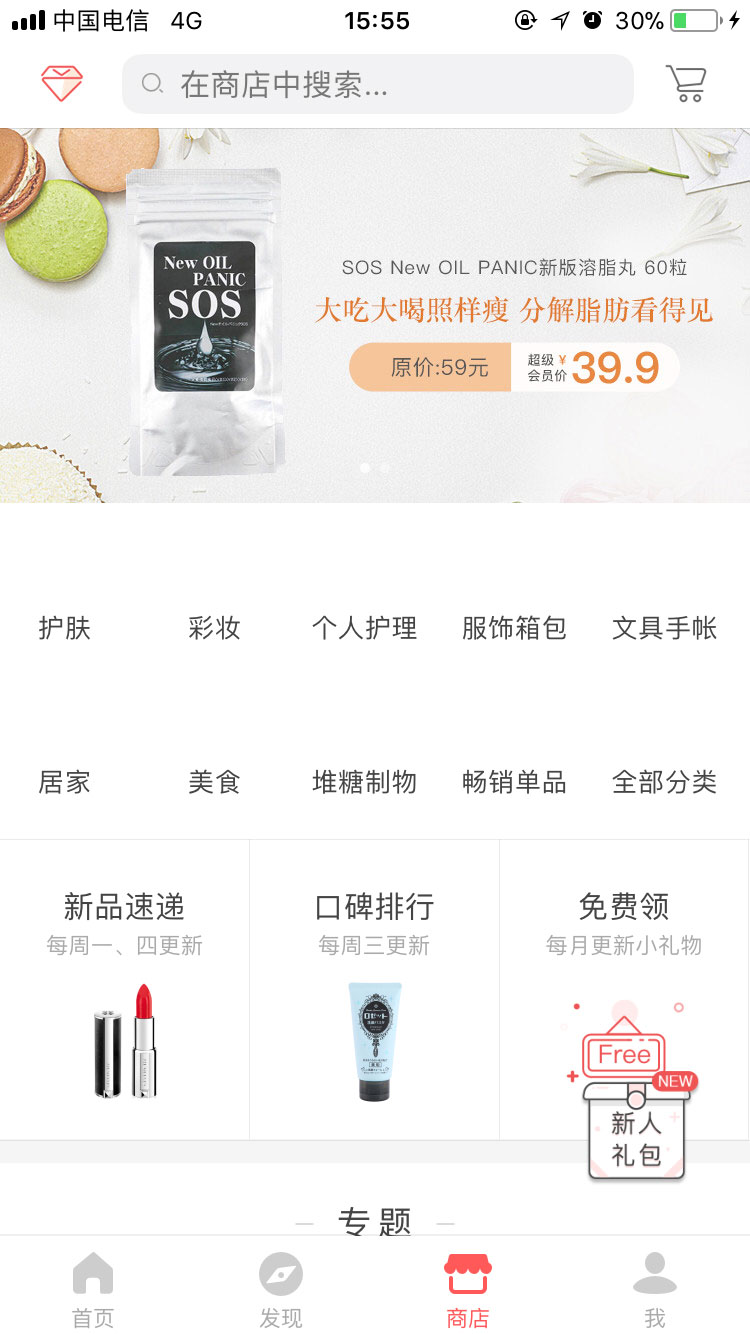 中国电信 4G 15:55 30%
在商店中搜索...
New OIL
PANIC
SOS
SOS New OIL PANIC新版溶脂丸 60粒
大吃大喝照样瘦 分解脂肪看得见
原价:59元 超级 ¥ 39.9
会员价
护肤 彩妆 个人护理 服饰箱包 文具手帐
居家 美食 堆糖制物 畅销单品 全部分类
新品速递 口碑排行 免费领
每周一、四更新 每周三更新 每月更新小礼物
ロゼット
Free
NEW
新人
礼包
专题
首页 发现 商店 我